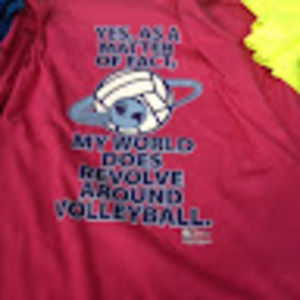 YES, AS A
MATTER
OF FACT,
MY WORLD
DOES
REVOLVE
AROUND
VOLLEYBALL.